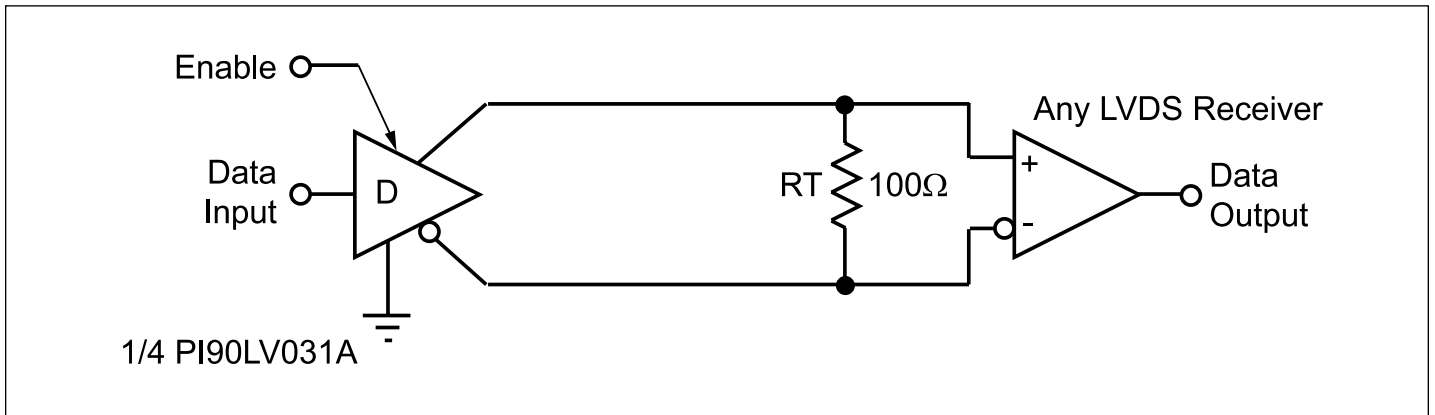 Enable
Data
Input
D
1/4 PI90LV031A
RT
100Ω
Any LVDS Receiver
+
-
Data
Output